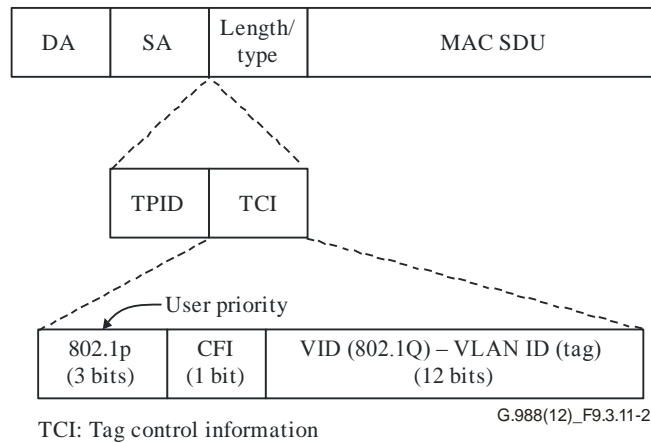 DA SA Length/ type MAC SDU
TPID TCI
User priority
802.1p (3 bits) CFI (1 bit) VID (802.1Q) – VLAN ID (tag) (12 bits)
G.988(12)_F9.3.11-2
TCI: Tag control information